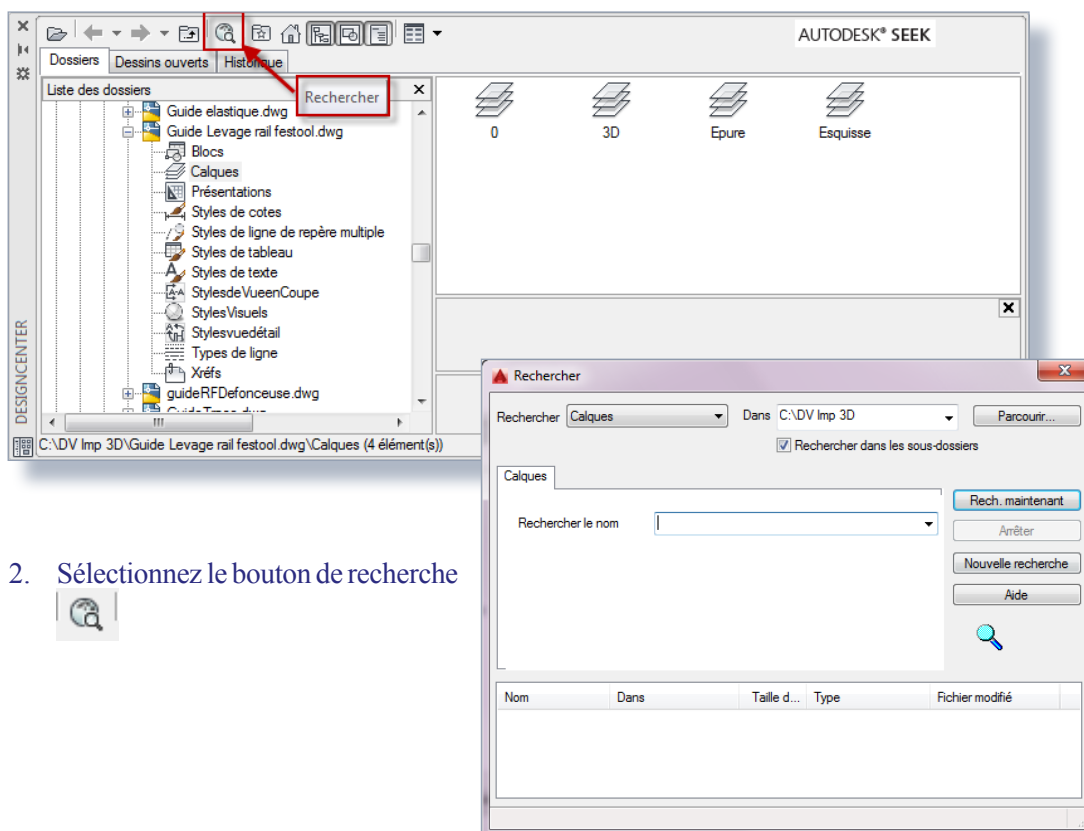 AUTODESK® SEEK
Dossiers Dessins ouverts Historique
Liste des dossiers
Rechercher
Guide elastique.dwg
Guide Levage rail festool.dwg
Blocs
Calques
Présentations
Styles de cotes
Styles de ligne de repère multiple
Styles de tableau
Styles de texte
StylesdeVueenCoupe
StylesVisuels
Stylesvuedétail
Types de ligne
Xréfs
guideRFDefonceuse.dwg
0 3D Epure Esquisse
DESIGNCENTER
C:\DV Imp 3D\Guide Levage rail festool.dwg\Calques (4 élément(s))
Rechercher
Rechercher Calques Dans C:\DV Imp 3D Parcourir...
Rechercher dans les sous-dossiers
Calques
Rech. maintenant
Rechercher le nom
Arrêter
Nouvelle recherche
Aide
Nom Dans Taille d... Type Fichier modifié
2. Sélectionnez le bouton de recherche